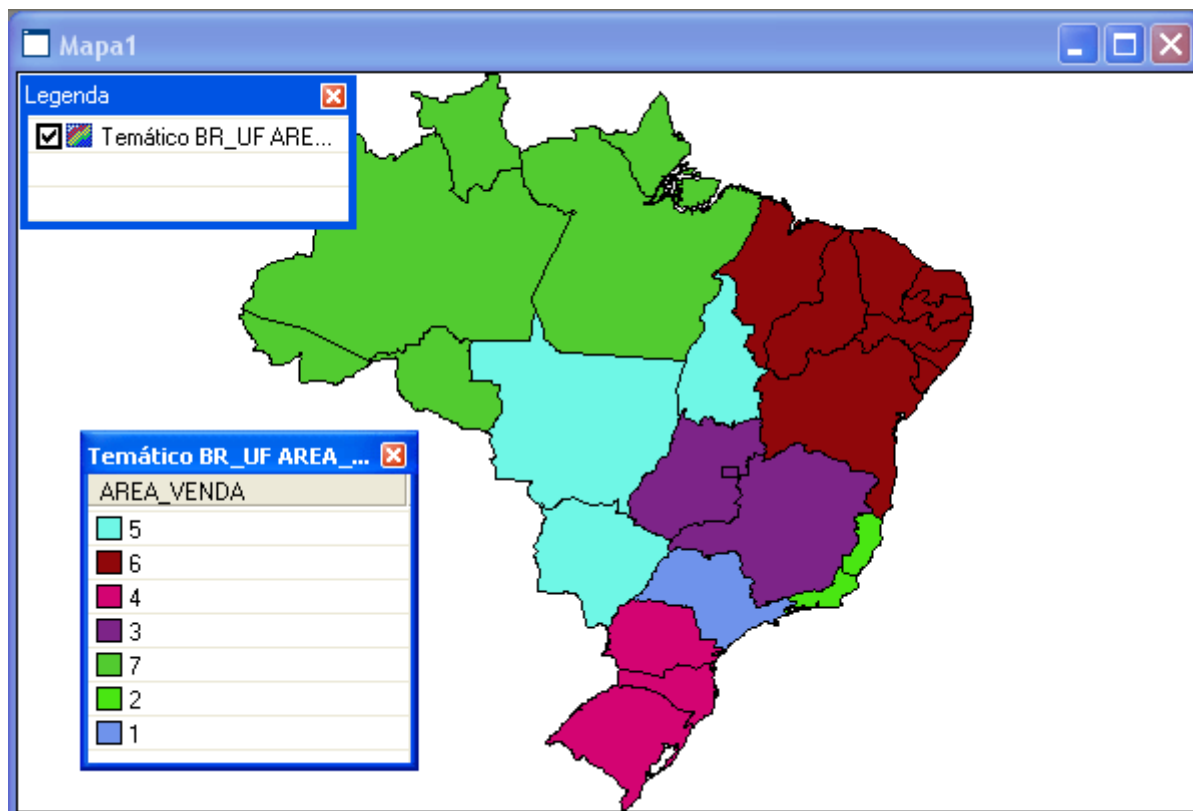 Mapa1
Legenda
Temático BR_UF ARE...
Temático BR_UF AREA_...
AREA_VENDA
5
6
4
3
7
2
1